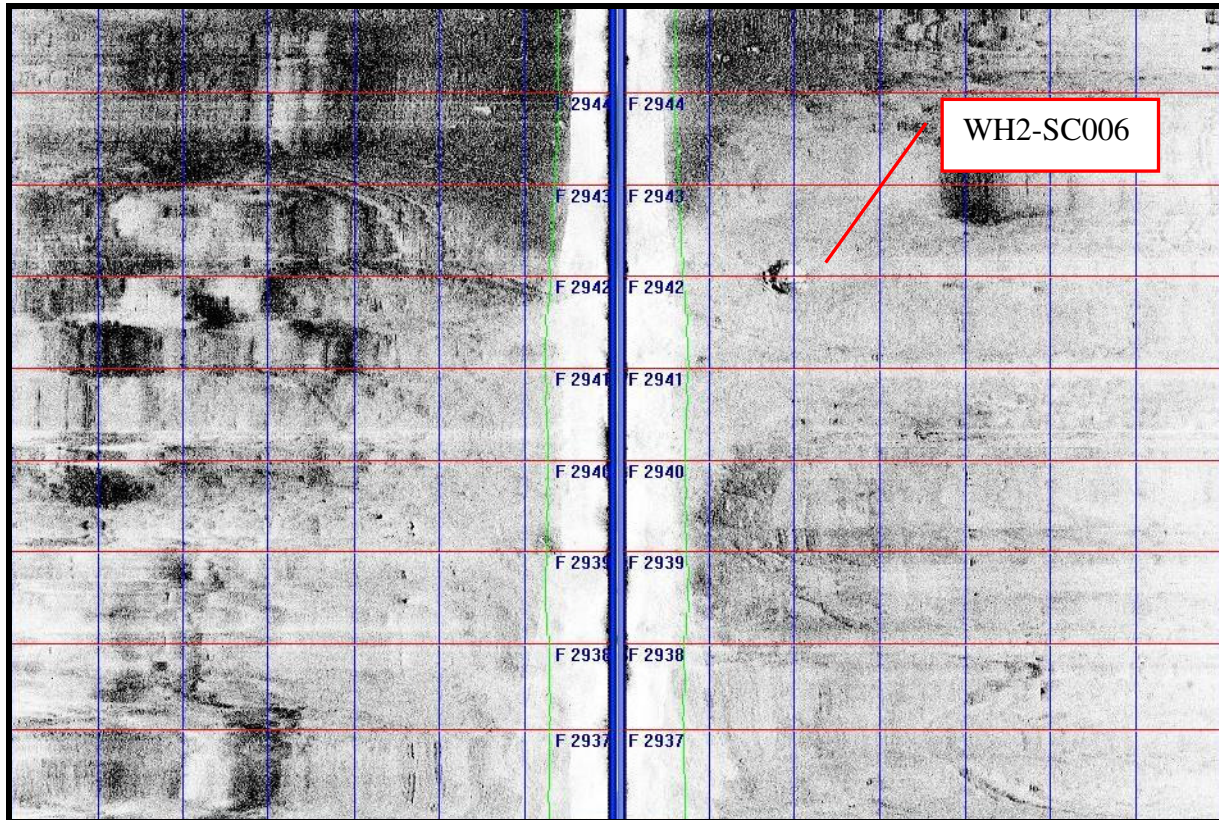 F 2944 F 2944
WH2-SC006
F 2943 F 2943
F 2942 F 2942
F 2941 F 2941
F 2940 F 2940
F 2939 F 2939
F 2938 F 2938
F 2937 F 2937